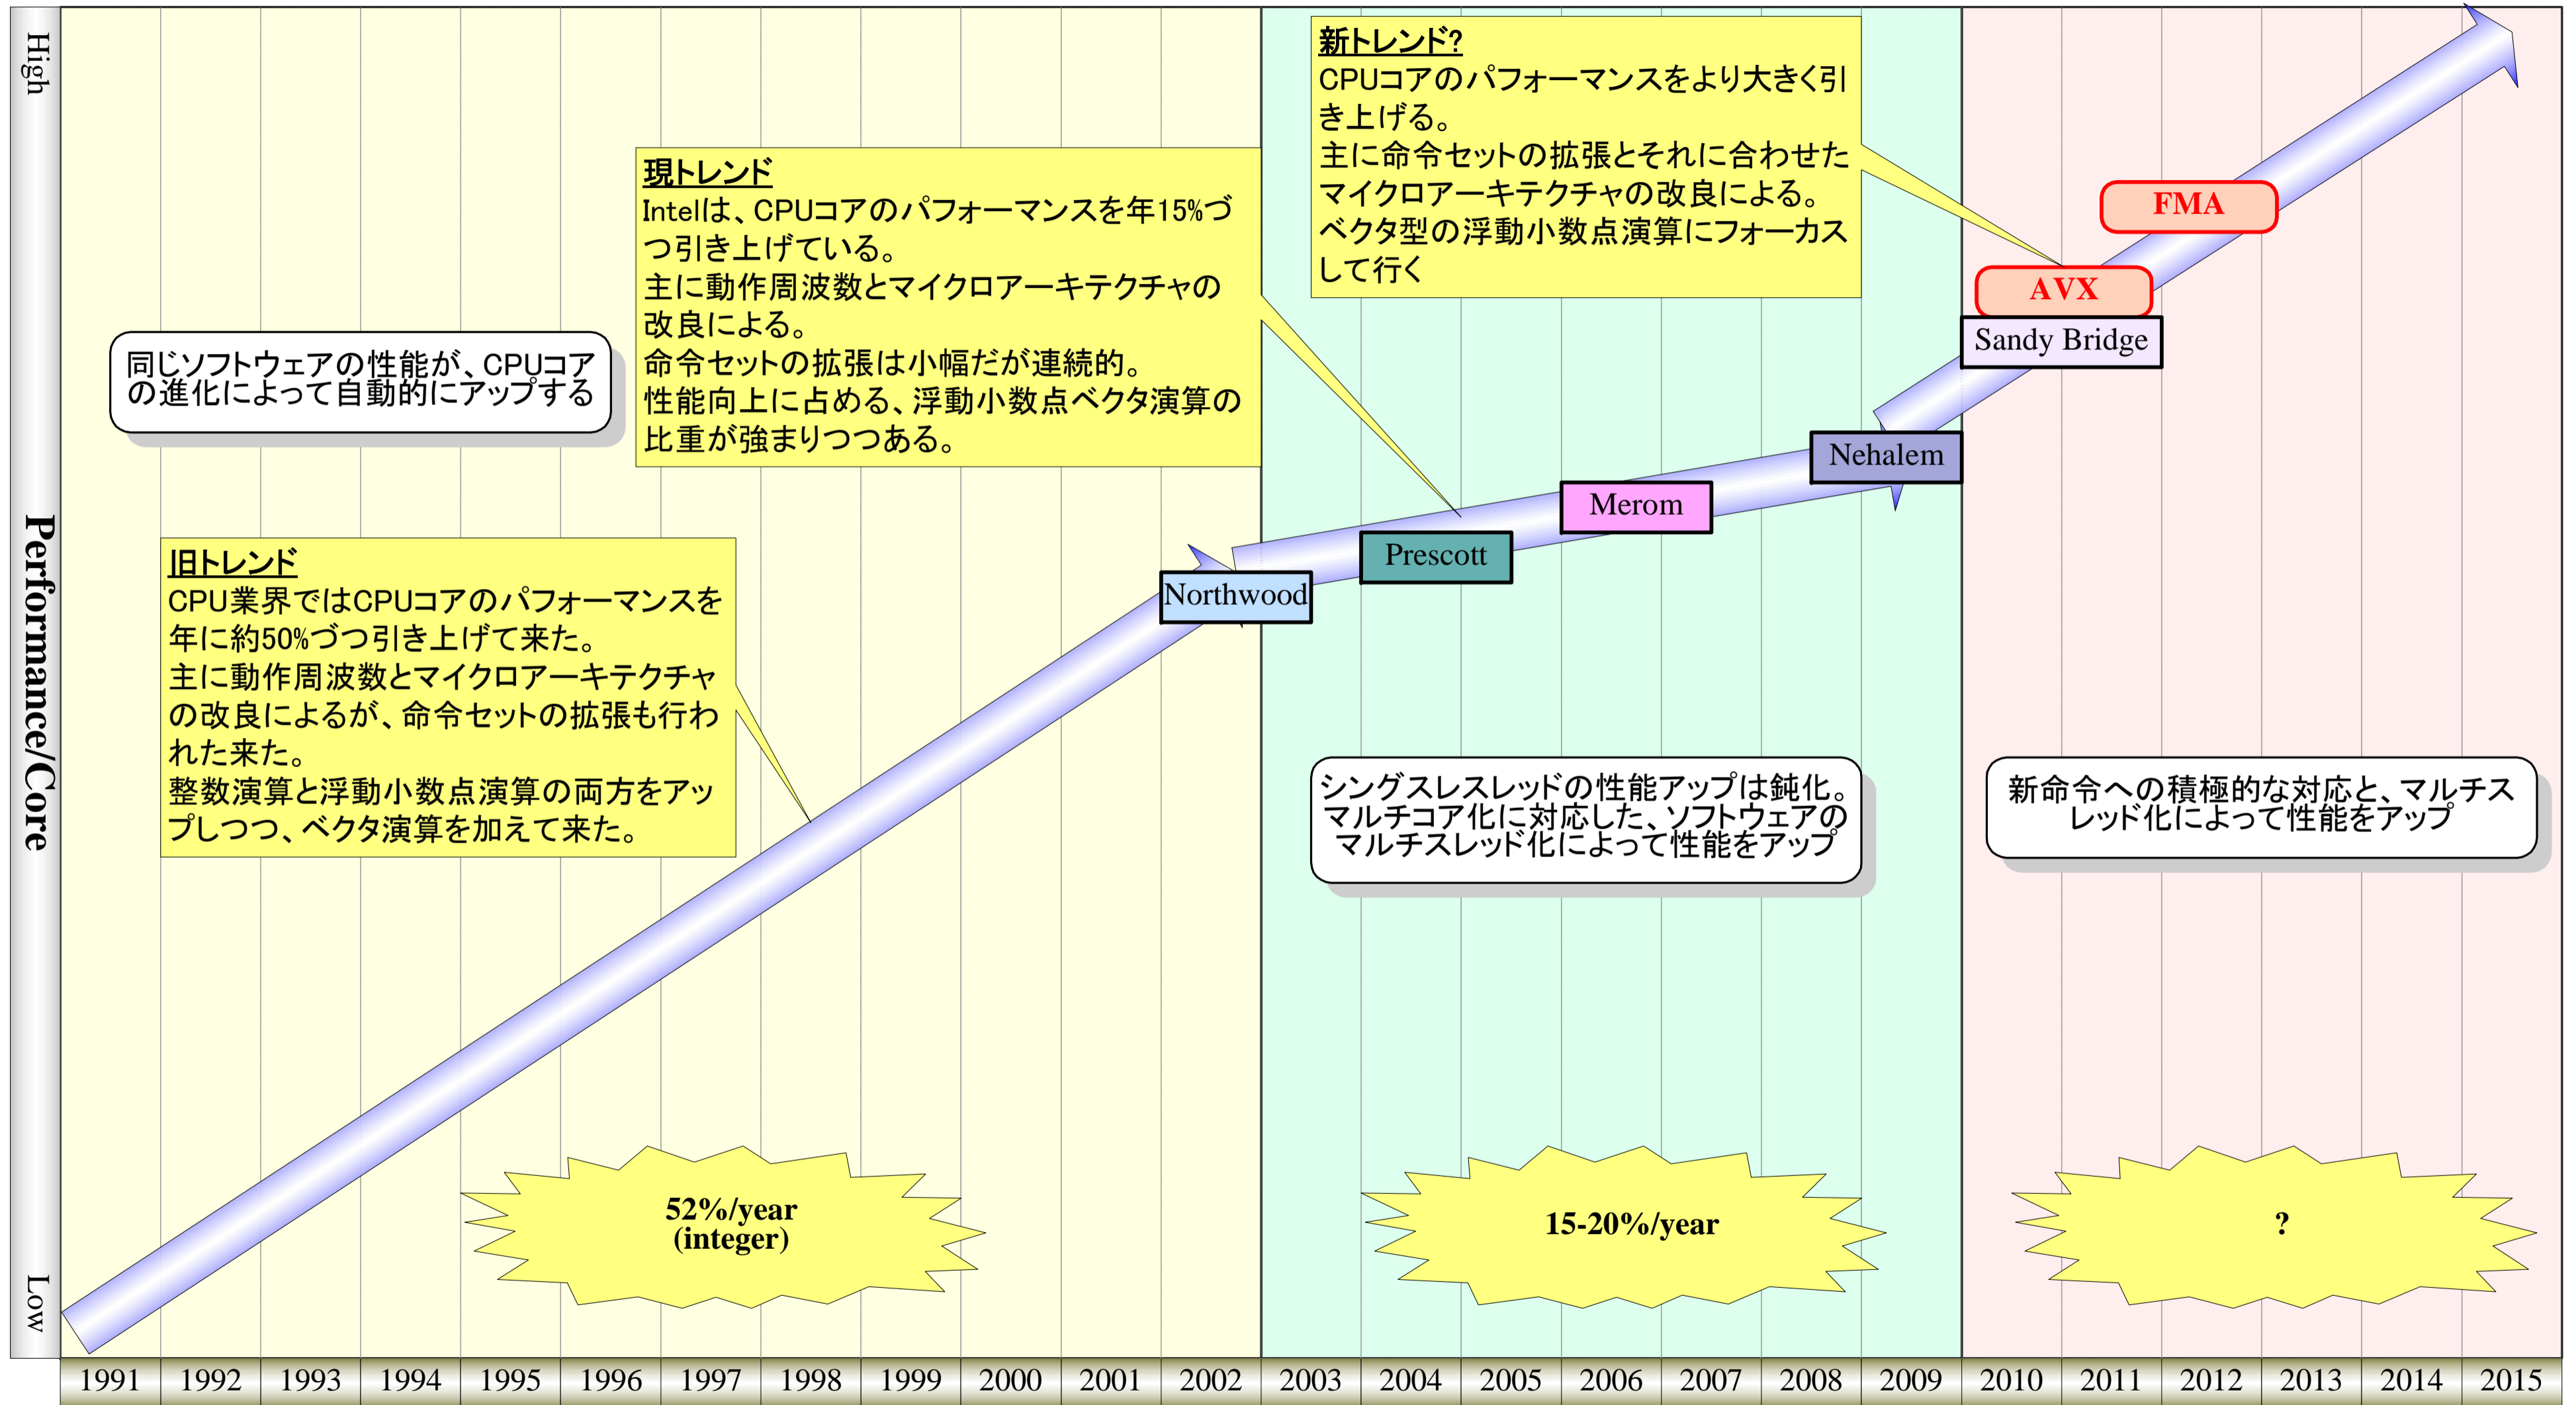 High
Performance/Core
Low
新トレンド?
CPUコアのパフォーマンスをより大きく引
き上げる。
主に命令セットの拡張とそれに合わせた
マイクロアーキテクチャの改良による。
ベクタ型の浮動小数点演算にフォーカス
して行く
現トレンド
Intelは、CPUコアのパフォーマンスを年15%づ
つ引き上げている。
主に動作周波数とマイクロアーキテクチャの
改良による。
命令セットの拡張は小幅だが連続的。
性能向上に占める、浮動小数点ベクタ演算の
比重が強まりつつある。
同じソフトウェアの性能が、CPUコア
の進化によって自動的にアップする
旧トレンド
CPU業界ではCPUコアのパフォーマンスを
年に約50%づつ引き上げて来た。
主に動作周波数とマイクロアーキテクチャ
の改良によるが、命令セットの拡張も行わ
れた来た。
整数演算と浮動小数点演算の両方をアッ
プしつつ、ベクタ演算を加えて来た。
FMA
AVX
Sandy Bridge
Nehalem
Merom
Prescott
Northwood
シングスレスレッドの性能アップは鈍化。
マルチコア化に対応した、ソフトウェアの
マルチスレッド化によって性能をアップ
新命令への積極的な対応と、マルチス
レッド化によって性能をアップ
52%/year
(integer)
15-20%/year
?
1991 1992 1993 1994 1995 1996 1997 1998 1999 2000 2001 2002 2003 2004 2005 2006 2007 2008 2009 2010 2011 2012 2013 2014 2015